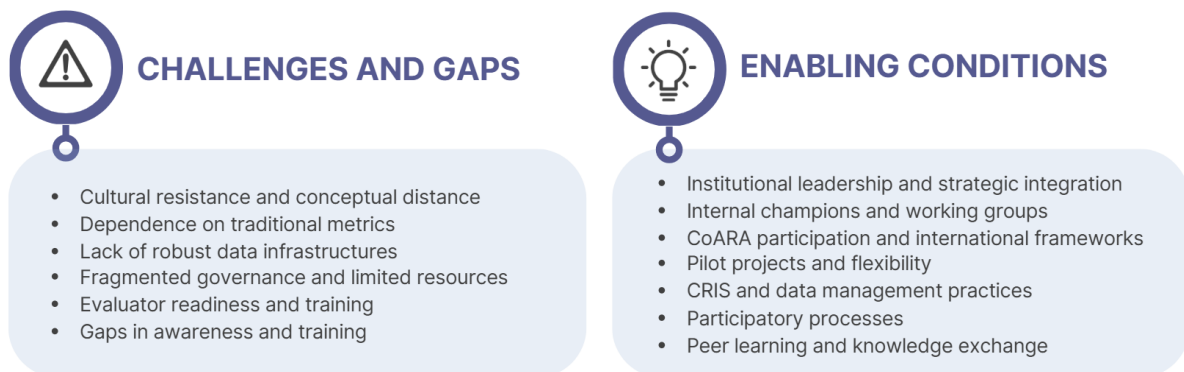 CHALLENGES AND GAPS
• Cultural resistance and conceptual distance
• Dependence on traditional metrics
• Lack of robust data infrastructures
• Fragmented governance and limited resources
• Evaluator readiness and training
• Gaps in awareness and training
ENABLING CONDITIONS
• Institutional leadership and strategic integration
• Internal champions and working groups
• CoARA participation and international frameworks
• Pilot projects and flexibility
• CRIS and data management practices
• Participatory processes
• Peer learning and knowledge exchange